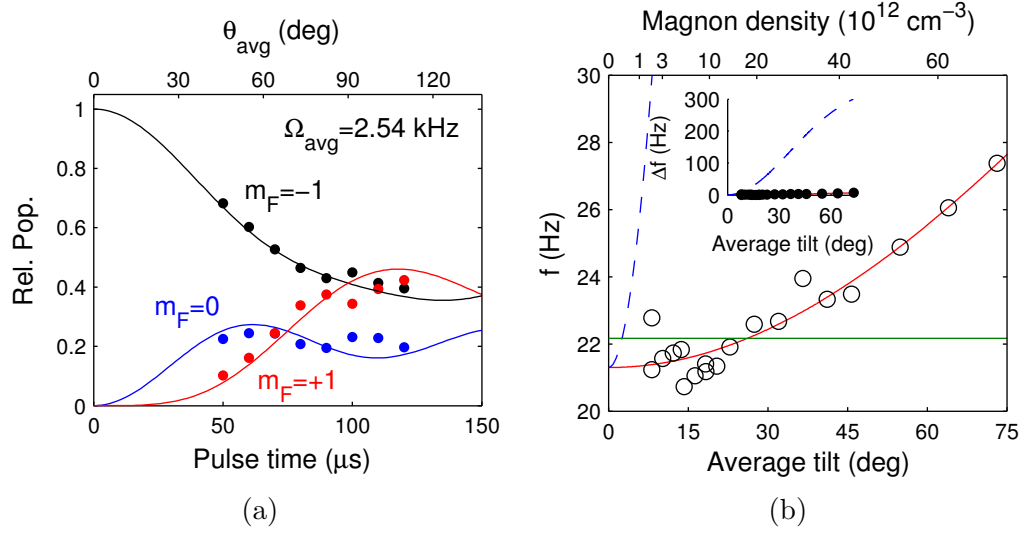 θavg (deg)
0 30 60 90 120
Ωavg=2.54 kHz
mF=−1
mF=0
mF=+1
Rel. Pop.
1
0.8
0.6
0.4
0.2
0
0 50 100 150
Pulse time (μs)
(a)
Magnon density (10^12 cm−3)
0 1 3 10 20 40 60
f (Hz)
30
28
26
24
22
20
0 15 30 45 60 75
Average tilt (deg)
Δf (Hz)
300
200
100
0
0 30 60
Average tilt (deg)
(b)